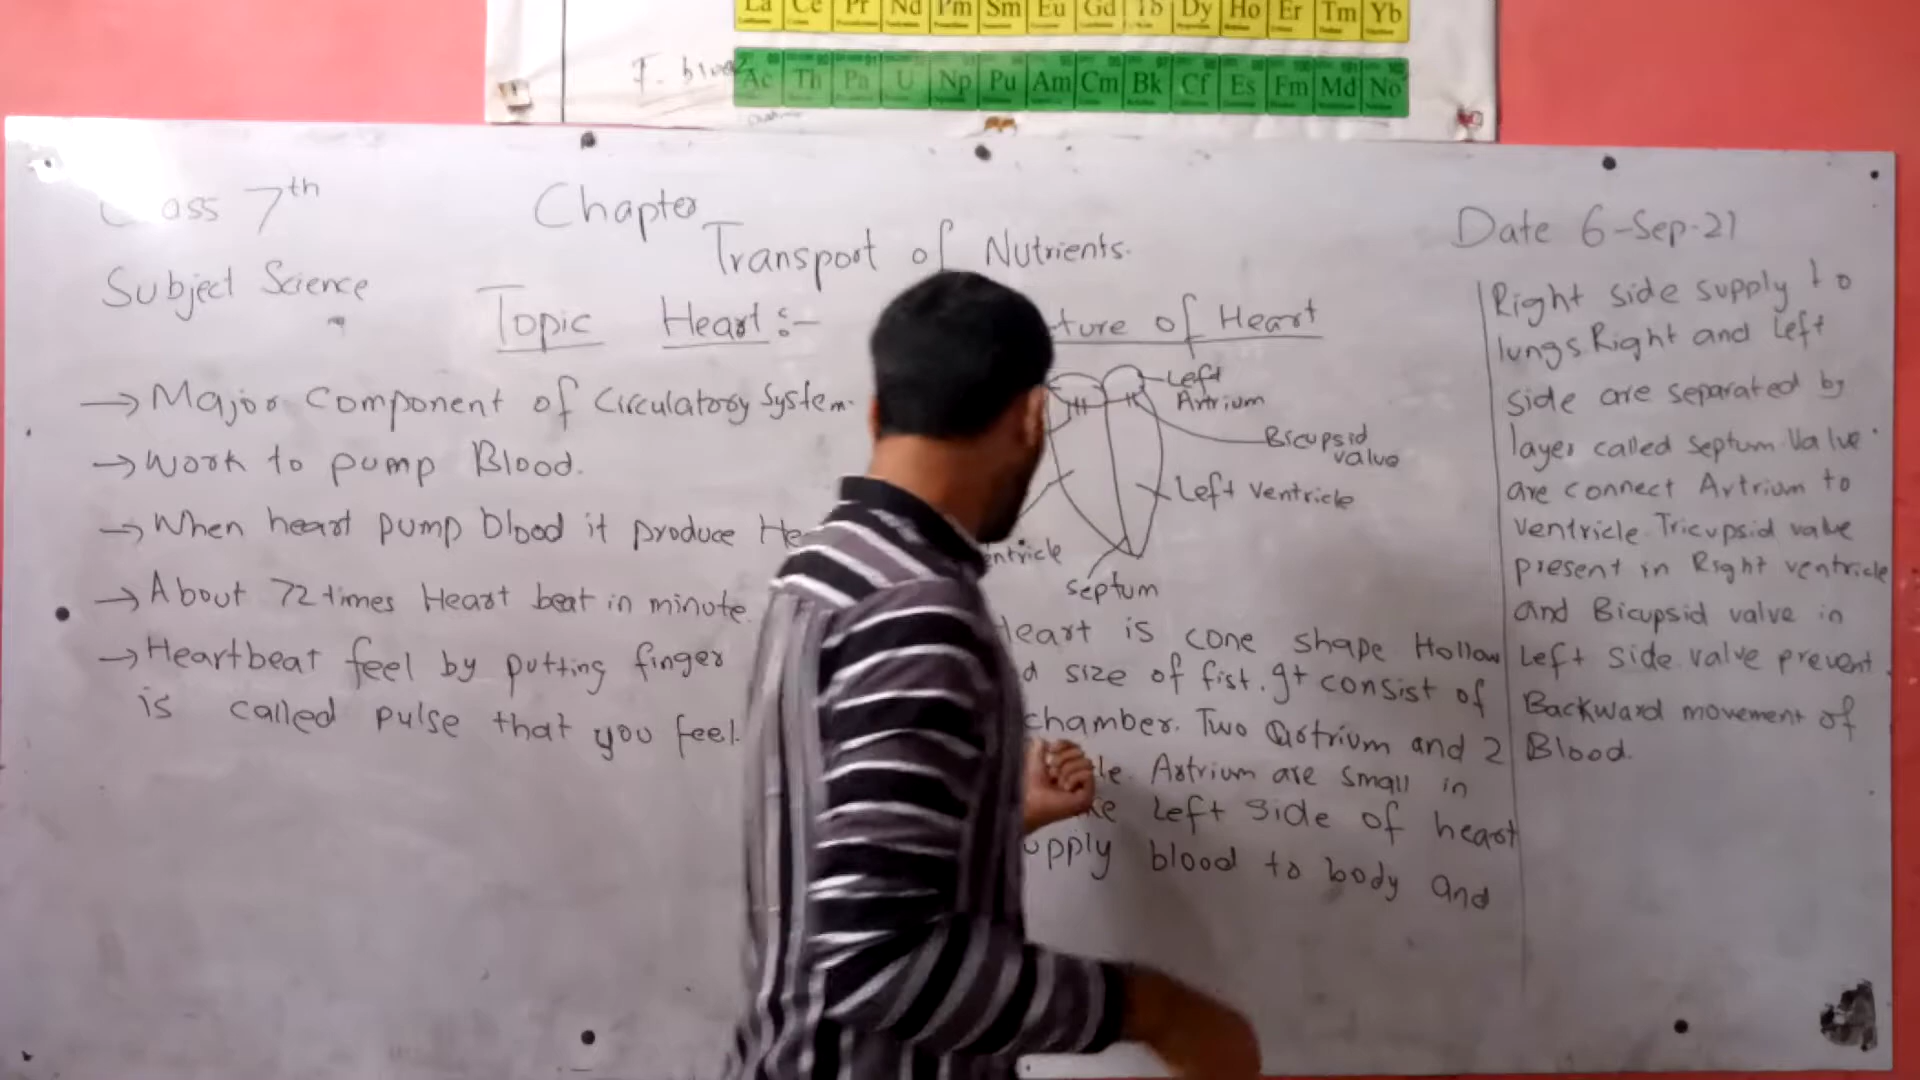 La Ce Pr Nd Pm Sm Eu Gd Tb Dy Ho Er Tm Yb
Ac Th Pa U Np Pu Am Cm Bk Cf Es Fm Md No
Class 7th
Chapter
Transport of Nutrients.
Date 6-Sep-21
Subject Science
Topic Heart :-
ture of Heart
→ Major component of Circulatory System.
→ Work to pump Blood.
→ When heart pump blood it produce He
→ About 72 times Heart beat in minute.
→ Heartbeat feel by putting finger
is called pulse that you feel.
Left
Artrium
Bicupsid
valve
Left Ventricle
entricle
Septum
Heart is cone shape Hollow
d size of fist. It consist of
chamber. Two Artrium and 2
le. Artrium are small in
ke Left side of heart
upply blood to body and
Right side supply to
lungs Right and Left
side are separated by
layer called Septum. Valve
are connect Artrium to
ventricle. Tricupsid valve
present in Right ventricle
and Bicupsid valve in
Left side. valve prevent
Backward movement of
Blood.